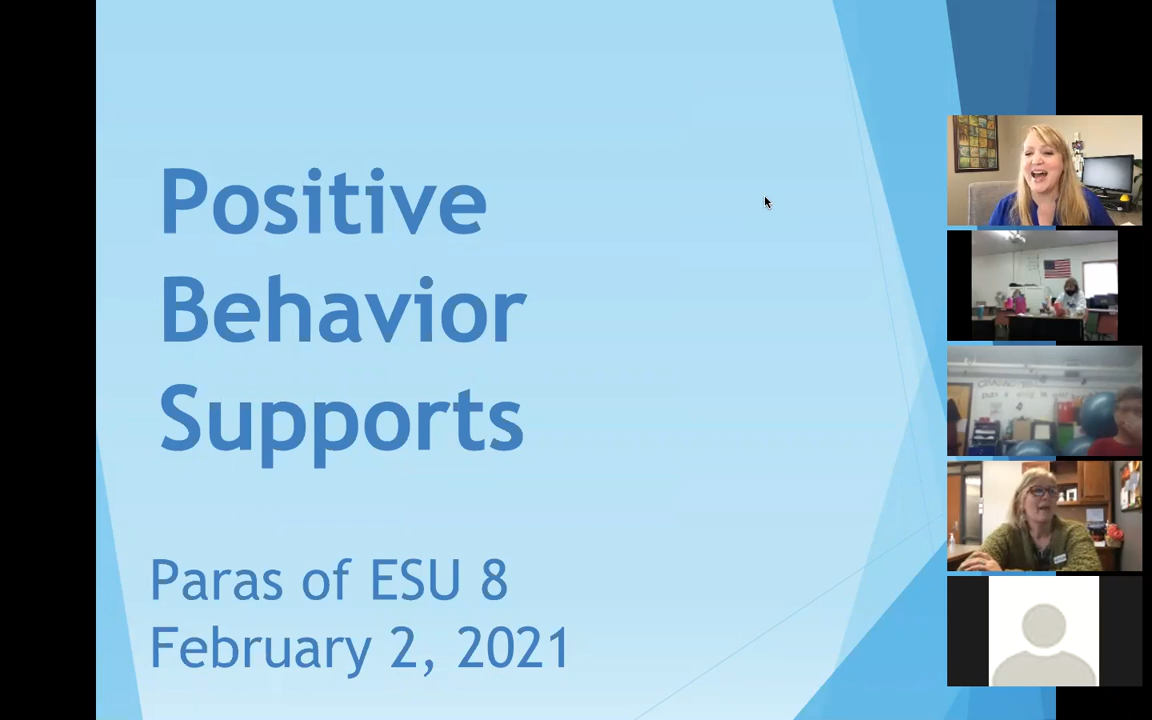 Positive
Behavior
Supports
Paras of ESU 8
February 2, 2021